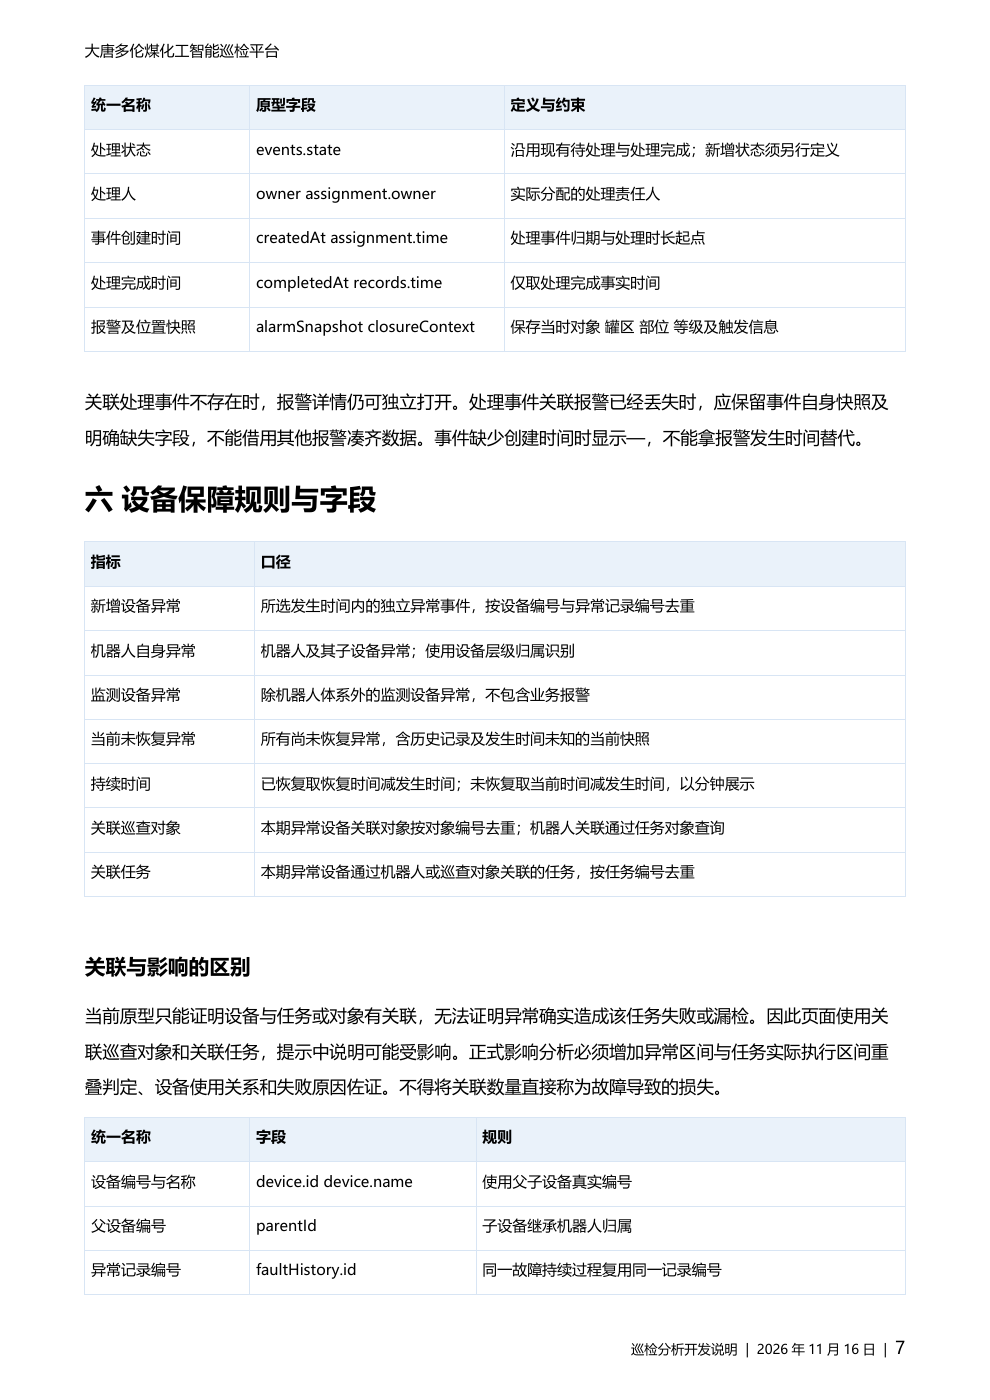 大唐多伦煤化工智能巡检平台
统一名称 原型字段 定义与约束
处理状态 events.state 沿用现有待处理与处理完成；新增状态须另行定义
处理人 owner assignment.owner 实际分配的处理责任人
事件创建时间 createdAt assignment.time 处理事件归期与处理时长起点
处理完成时间 completedAt records.time 仅取处理完成事实时间
报警及位置快照 alarmSnapshot closureContext 保存当时对象 罐区 部位 等级及触发信息
关联处理事件不存在时，报警详情仍可独立打开。处理事件关联报警已经丢失时，应保留事件自身快照及
明确缺失字段，不能借用其他报警凑齐数据。事件缺少创建时间时显示—，不能拿报警发生时间替代。
六 设备保障规则与字段
指标 口径
新增设备异常 所选发生时间内的独立异常事件，按设备编号与异常记录编号去重
机器人自身异常 机器人及其子设备异常；使用设备层级归属识别
监测设备异常 除机器人体系外的监测设备异常，不包含业务报警
当前未恢复异常 所有尚未恢复异常，含历史记录及发生时间未知的当前快照
持续时间 已恢复取恢复时间减发生时间；未恢复取当前时间减发生时间，以分钟展示
关联巡查对象 本期异常设备关联对象按对象编号去重；机器人关联通过任务对象查询
关联任务 本期异常设备通过机器人或巡查对象关联的任务，按任务编号去重
关联与影响的区别
当前原型只能证明设备与任务或对象有关联，无法证明异常确实造成该任务失败或漏检。因此页面使用关
联巡查对象和关联任务，提示中说明可能受影响。正式影响分析必须增加异常区间与任务实际执行区间重
叠判定、设备使用关系和失败原因佐证。不得将关联数量直接称为故障导致的损失。
统一名称 字段 规则
设备编号与名称 device.id device.name 使用父子设备真实编号
父设备编号 parentId 子设备继承机器人归属
异常记录编号 faultHistory.id 同一故障持续过程复用同一记录编号
巡检分析开发说明 | 2026 年 11 月 16 日 | 7